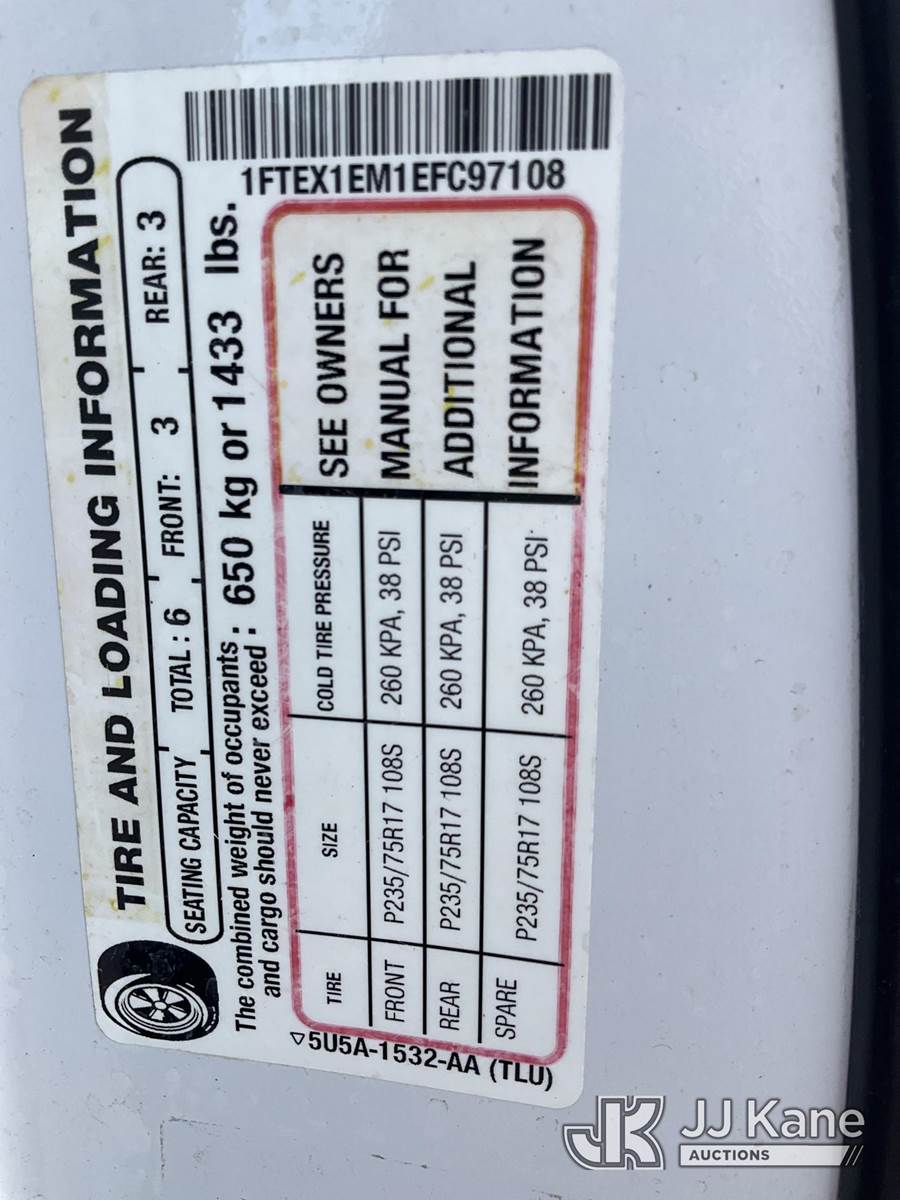 TIRE AND LOADING INFORMATION
SEATING CAPACITY TOTAL : 6 FRONT: 3 REAR: 3
The combined weight of occupants : 650 kg or 1433 lbs.
and cargo should never exceed :
1FTEX1EM1EFC97108
TIRE SIZE COLD TIRE PRESSURE
FRONT P235/75R17 108S 260 KPA, 38 PSI
REAR P235/75R17 108S 260 KPA, 38 PSI
SPARE P235/75R17 108S 260 KPA, 38 PSI
SEE OWNERS
MANUAL FOR
ADDITIONAL
INFORMATION
5U5A-1532-AA (TLU)
JK JJ Kane
AUCTIONS